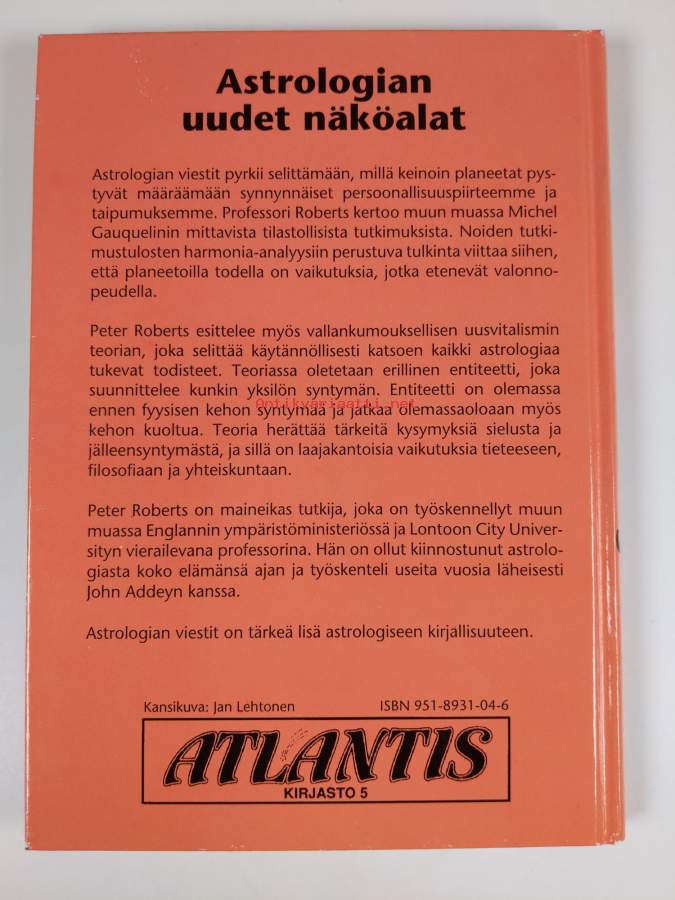 Astrologian
uudet näköalat
Astrologian viestit pyrkii selittämään, millä keinoin planeetat pys-
tyvät määräämään synnynnäiset persoonallisuuspiirteemme ja
taipumuksemme. Professori Roberts kertoo muun muassa Michel
Gauquelinin mittavista tilastollisista tutkimuksista. Noiden tutki-
mustulosten harmonia-analyysiin perustuva tulkinta viittaa siihen,
että planeetoilla todella on vaikutuksia, jotka etenevät valonno-
peudella.
Peter Roberts esittelee myös vallankumouksellisen uusvitalismin
teorian, joka selittää käytännöllisesti katsoen kaikki astrologiaa
tukevat todisteet. Teoriassa oletetaan erillinen entiteetti, joka
suunnittelee kunkin yksilön syntymän. Entiteetti on olemassa
ennen fyysisen kehon syntymää ja jatkaa olemassaoloaan myös
Antikvariaatti.net
kehon kuoltua. Teoria herättää tärkeitä kysymyksiä sielusta ja
jälleensyntymästä, ja sillä on laajakantoisia vaikutuksia tieteeseen,
filosofiaan ja yhteiskuntaan.
Peter Roberts on maineikas tutkija, joka on työskennellyt muun
muassa Englannin ympäristöministeriössä ja Lontoon City Univer-
sityn vierailevana professorina. Hän on ollut kiinnostunut astrolo-
giasta koko elämänsä ajan ja työskenteli useita vuosia läheisesti
John Addeyn kanssa.
Astrologian viestit on tärkeä lisä astrologiseen kirjallisuuteen.
Kansikuva: Jan Lehtonen ISBN 951-8931-04-6
ATLANTIS
KIRJASTO 5